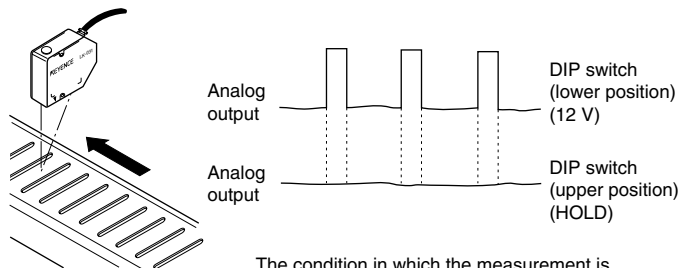 KEYENCE
Analog
output
DIP switch
(lower position)
(12 V)
Analog
output
DIP switch
(upper position)
(HOLD)
The condition in which the measurement is